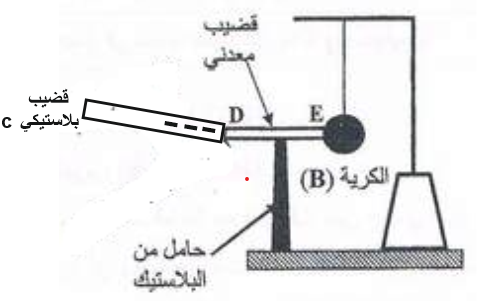 قضيب
معدني
قضيب
بلاستيكي c
D
E
الكرية (B)
حامل من
البلاستيك